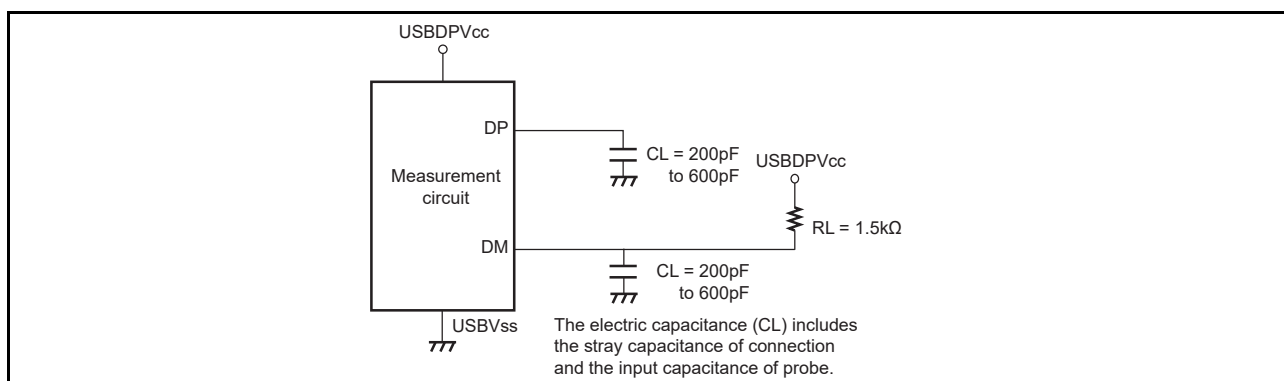 USBDPVcc
DP
CL = 200pF
to 600pF
USBDPVcc
Measurement
circuit
RL = 1.5kΩ
DM
CL = 200pF
to 600pF
USBVss
The electric capacitance (CL) includes
the stray capacitance of connection
and the input capacitance of probe.